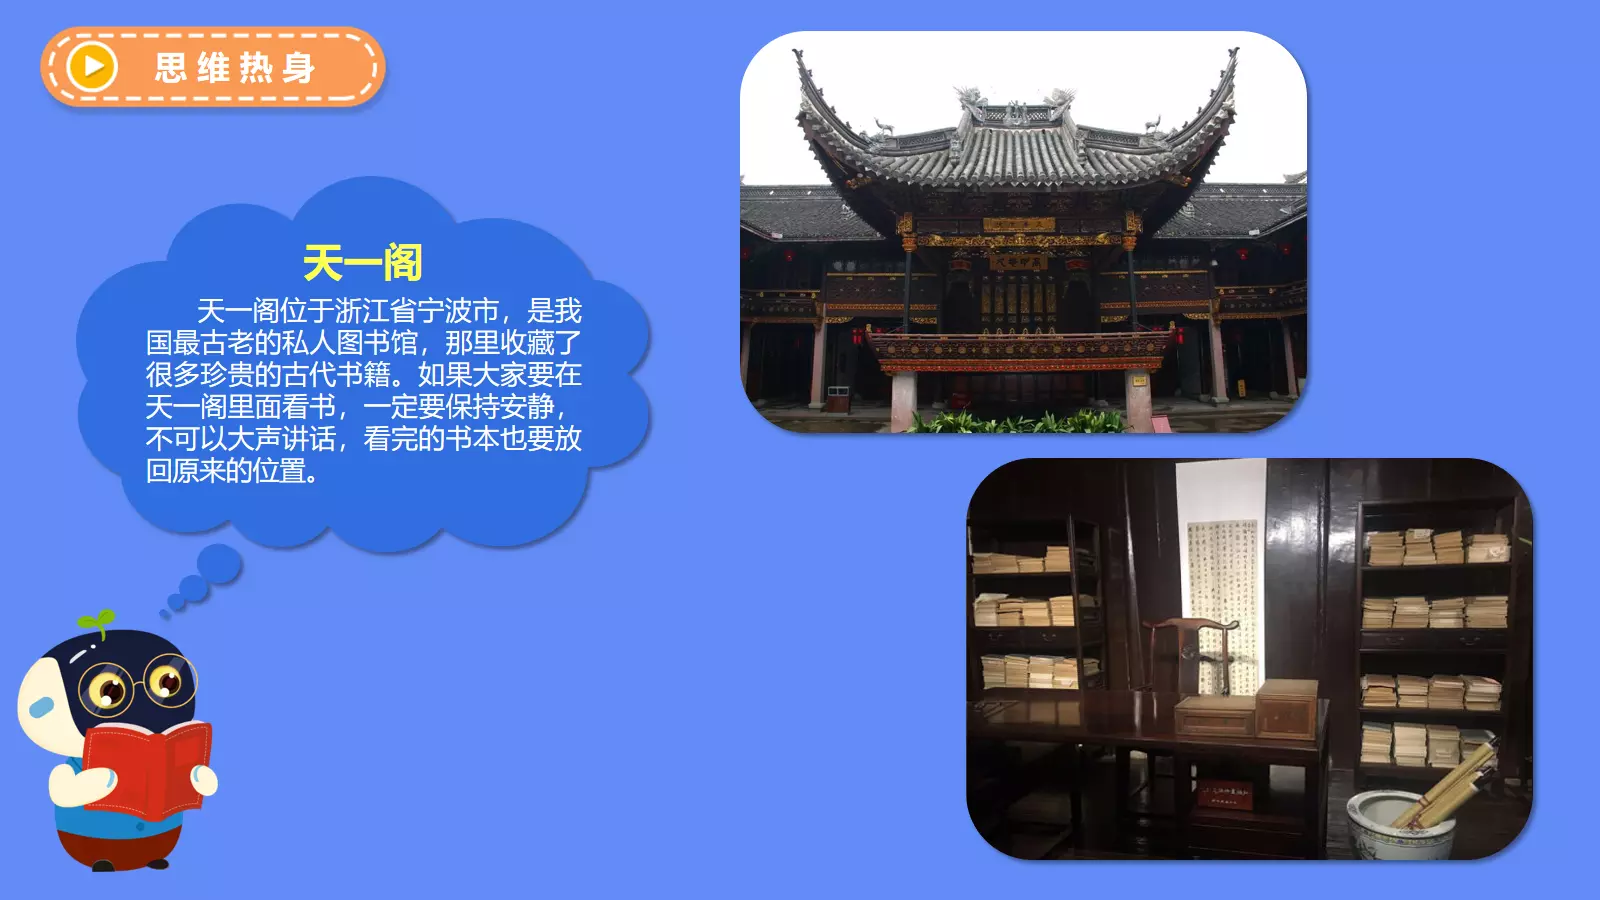 思维热身
天一阁
天一阁位于浙江省宁波市，是我
国最古老的私人图书馆，那里收藏了
很多珍贵的古代书籍。如果大家要在
天一阁里面看书，一定要保持安静，
不可以大声讲话，看完的书本也要放
回原来的位置。